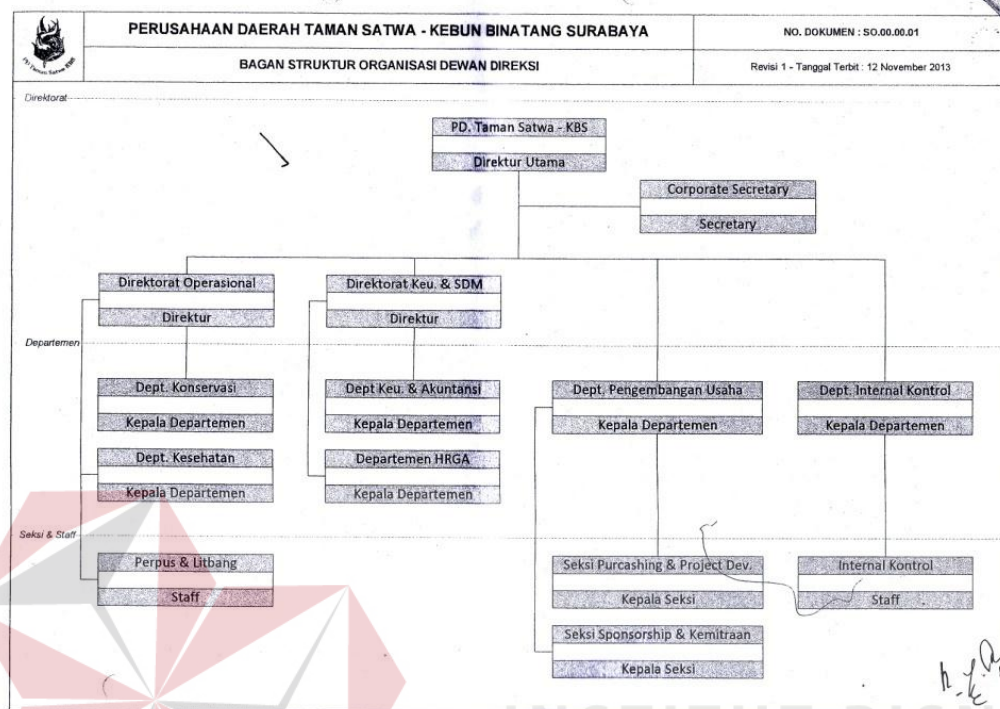 PERUSAHAAN DAERAH TAMAN SATWA - KEBUN BINATANG SURABAYA
NO. DOKUMEN : SO.00.00.01
PD. Taman Satwa KBS
BAGAN STRUKTUR ORGANISASI DEWAN DIREKSI
Revisi 1 - Tanggal Terbit : 12 November 2013
Direktorat
PD. Taman Satwa - KBS
Direktur Utama
Corporate Secretary
Secretary
Direktorat Operasional
Direktur
Direktorat Keu. & SDM
Direktur
Departemen
Dept. Konservasi
Kepala Departemen
Dept Keu. & Akuntansi
Kepala Departemen
Dept. Pengembangan Usaha
Kepala Departemen
Dept. Internal Kontrol
Kepala Departemen
Dept. Kesehatan
Kepala Departemen
Departemen HRGA
Kepala Departemen
Seksi & Staff
Perpus & Litbang
Staff
Seksi Purcashing & Project Dev.
Kepala Seksi
Internal Kontrol
Staff
Seksi Sponsorship & Kemitraan
Kepala Seksi